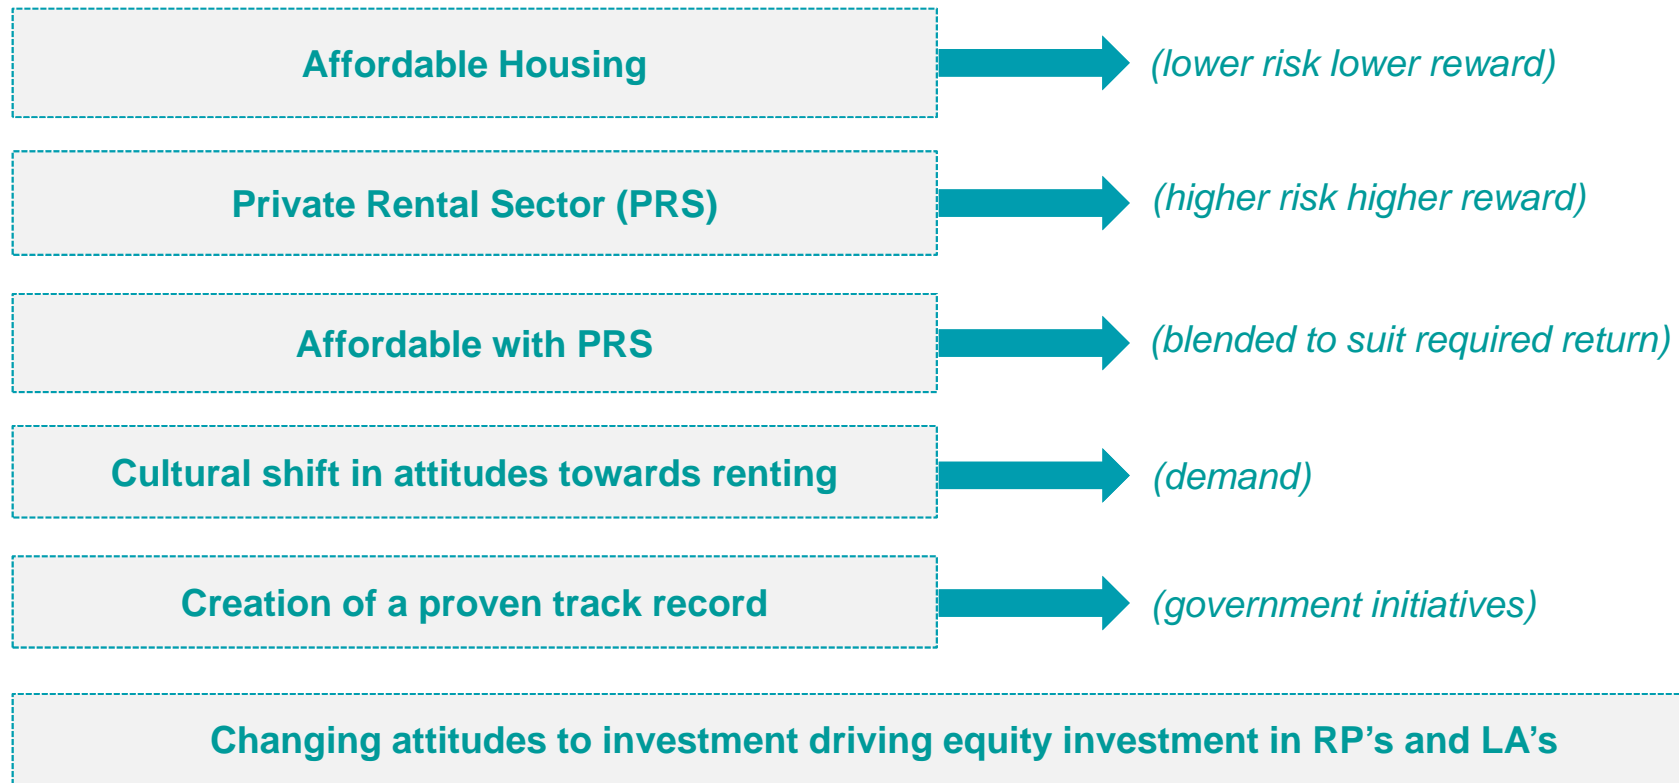 Affordable Housing
(lower risk lower reward)
Private Rental Sector (PRS)
(higher risk higher reward)
Affordable with PRS
(blended to suit required return)
Cultural shift in attitudes towards renting
(demand)
Creation of a proven track record
(government initiatives)
Changing attitudes to investment driving equity investment in RP’s and LA’s